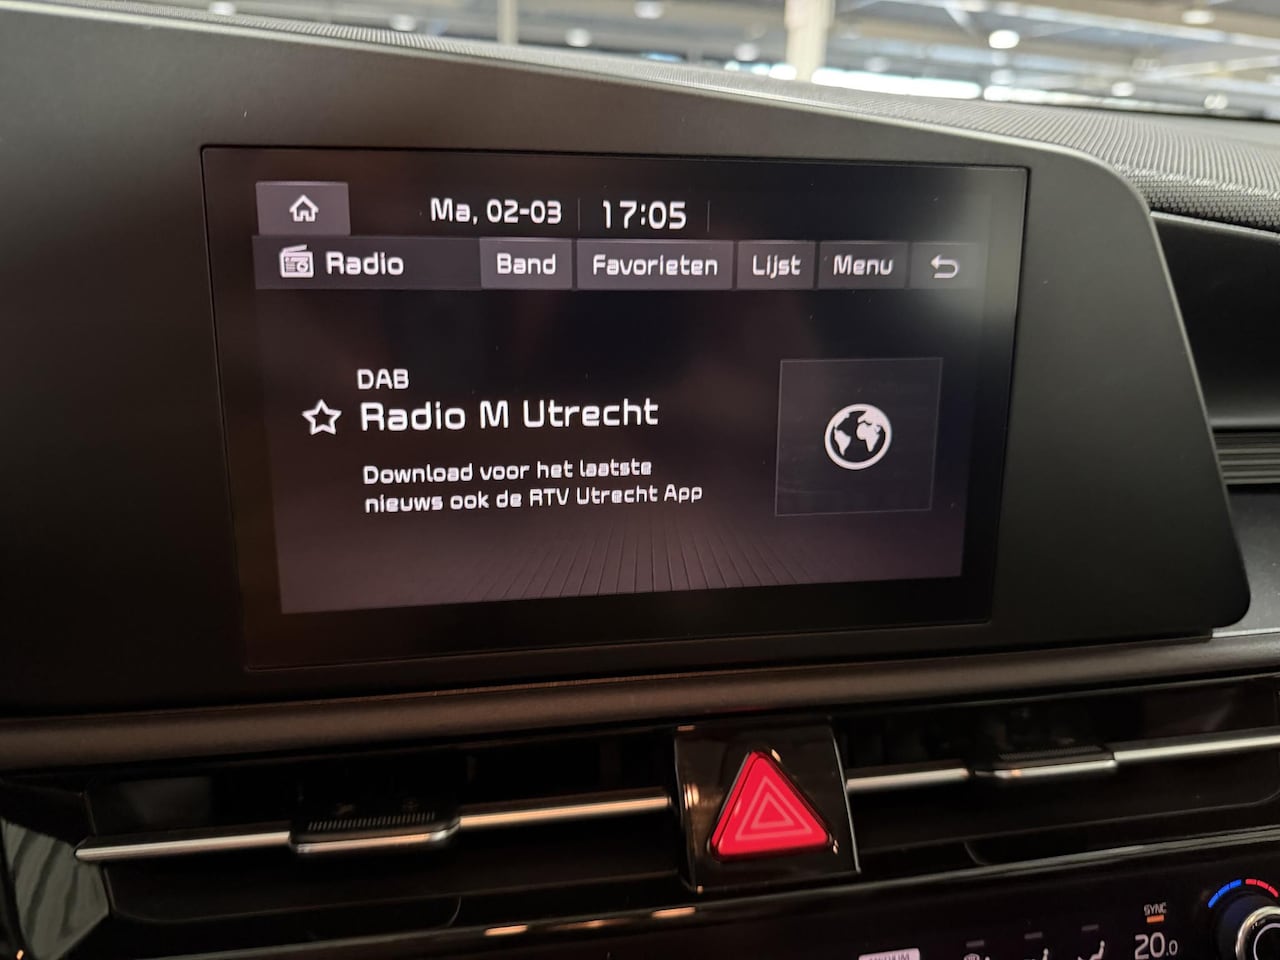 Ma, 02-03 17:05
Radio Band Favorieten Lijst Menu
DAB
Radio M Utrecht
Download voor het laatste
nieuws ook de RTV Utrecht App
SYNC
20.0